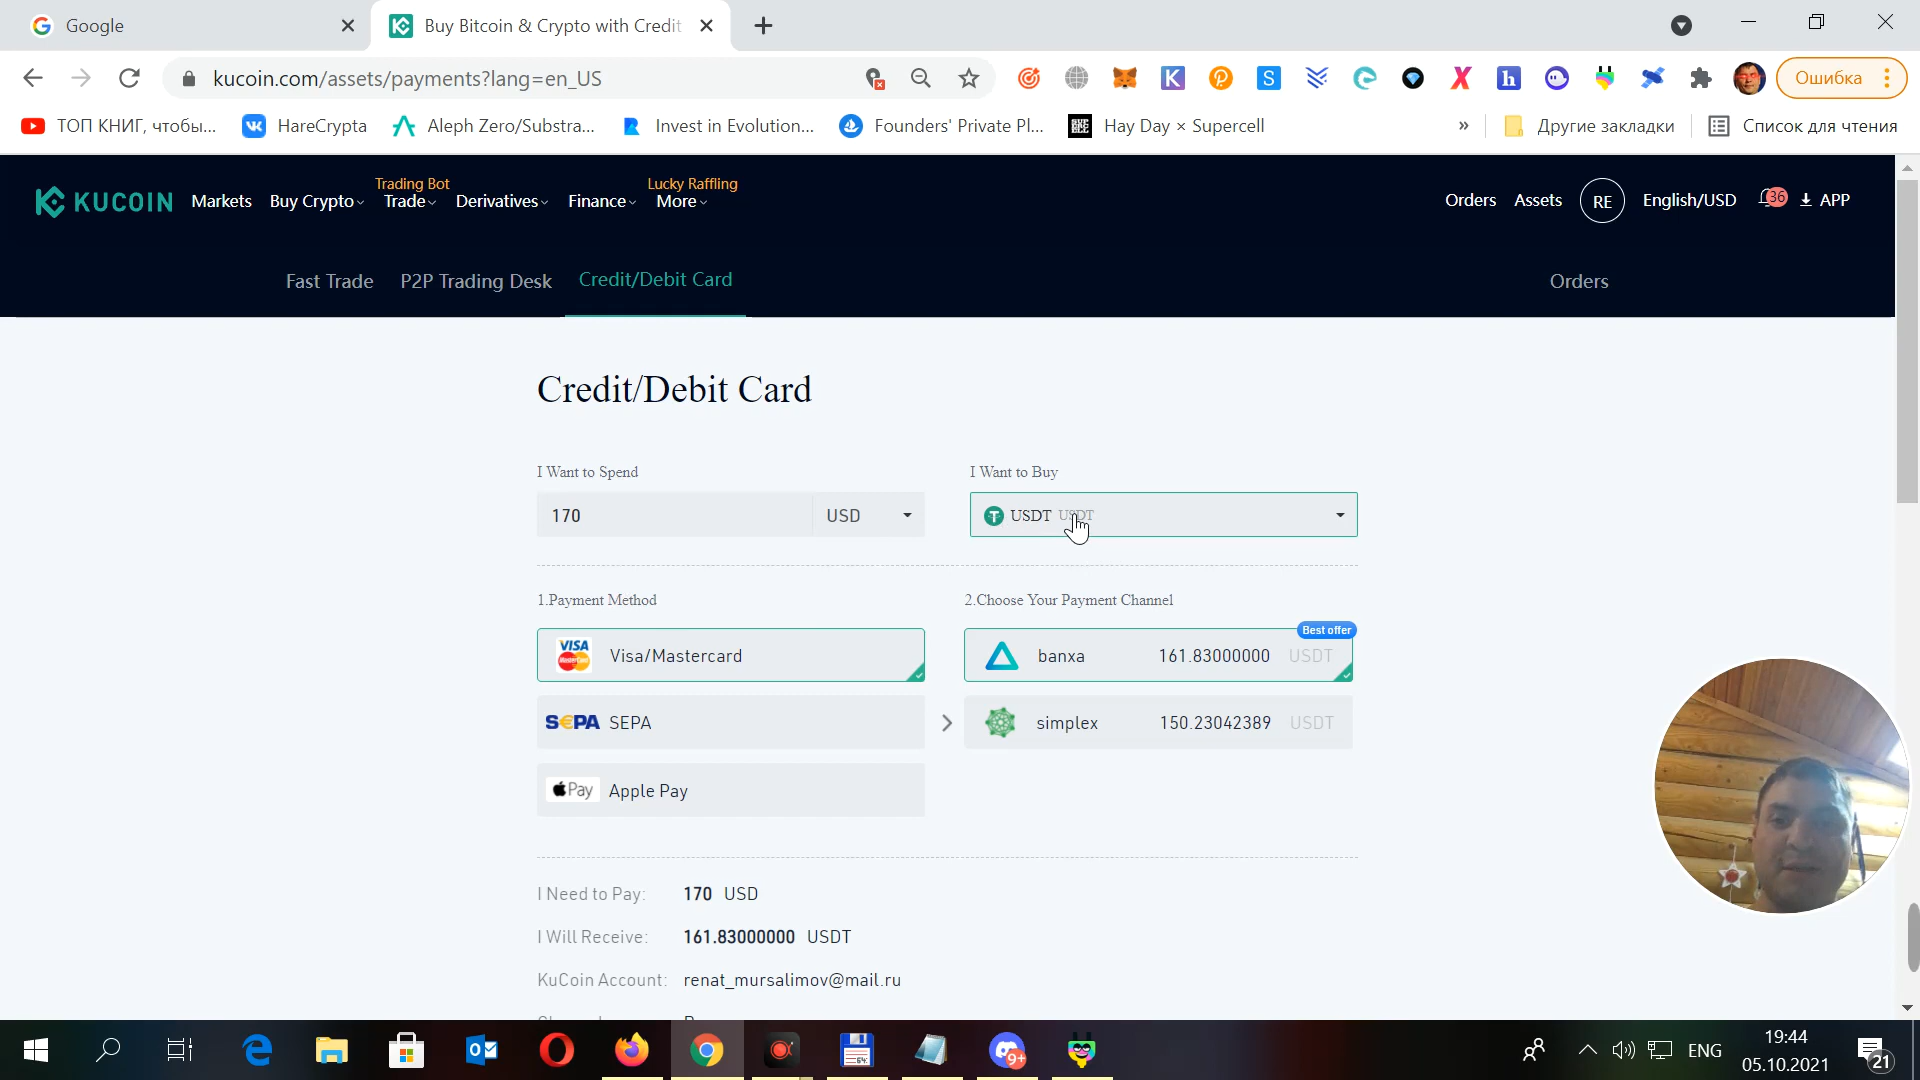 Google
Buy Bitcoin & Crypto with Credit
kucoin.com/assets/payments?lang=en_US
Ошибка
ТОП КНИГ, чтобы...
HareCrypta
Aleph Zero/Substra...
Invest in Evolution...
Founders' Private Pl...
Hay Day × Supercell
»
Другие закладки
Список для чтения
KUCOIN
Markets
Buy Crypto
Trading Bot
Trade
Derivatives
Finance
Lucky Raffling
More
Orders
Assets
RE
English/USD
36
APP
Fast Trade
P2P Trading Desk
Credit/Debit Card
Orders
Credit/Debit Card
I Want to Spend
I Want to Buy
170
USD
USDT USDT
1.Payment Method
2.Choose Your Payment Channel
Best offer
VISA
MasterCard
Visa/Mastercard
banxa 161.83000000 USDT
S€PA SEPA
simplex 150.23042389 USDT
Pay Apple Pay
I Need to Pay: 170 USD
I Will Receive: 161.83000000 USDT
KuCoin Account: renat_mursalimov@mail.ru
64
9+
ENG
19:44
05.10.2021
21